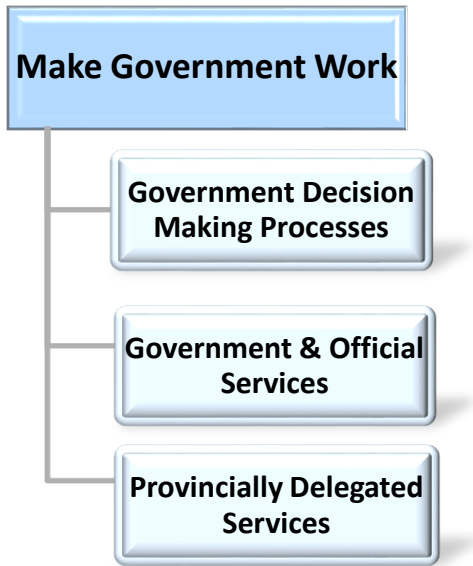 Make Government Work
Government Decision
Making Processes
Government & Official
Services
Provincially Delegated
Services